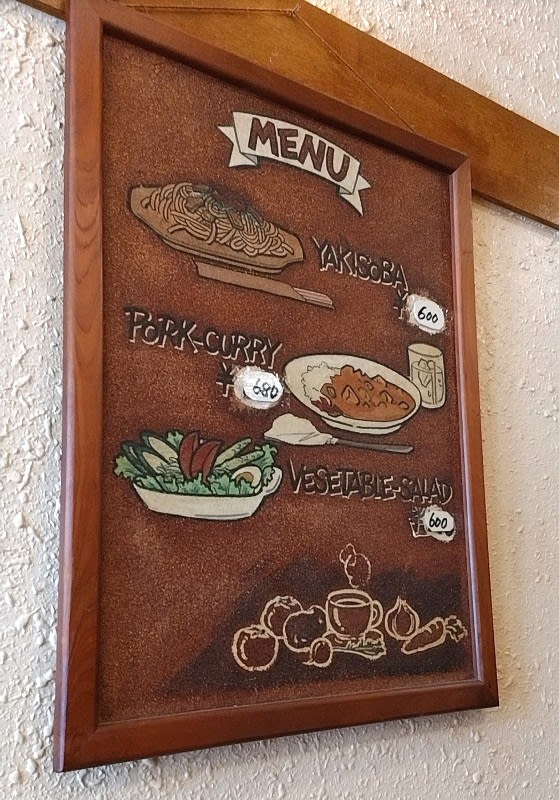 MENU
YAKISOBA
¥600
PORK-CURRY
¥680
VEGETABLE-SALAD
¥600